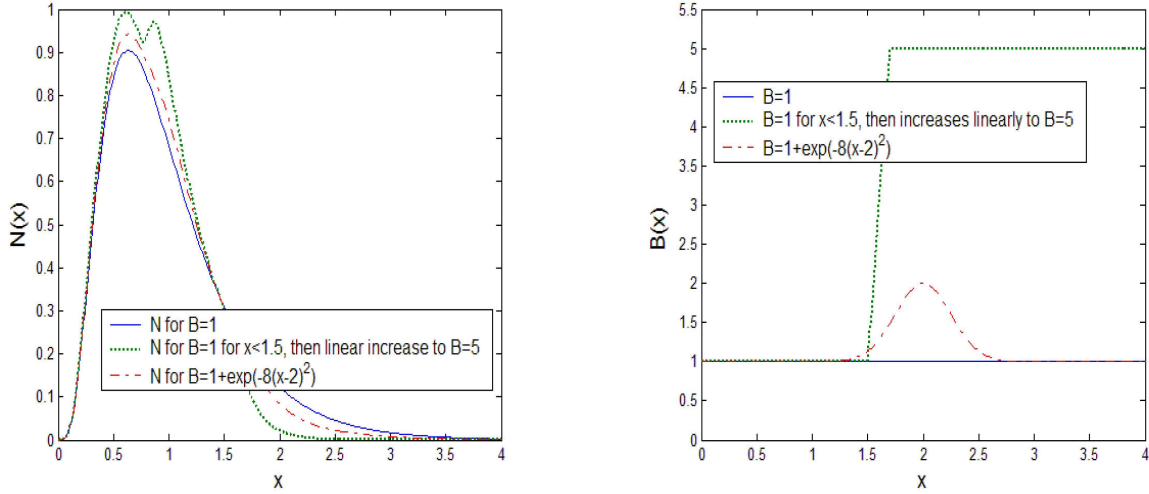 1
0.9
0.8
0.7
0.6
0.5
0.4
0.3
0.2
0.1
0
N(x)
N for B=1
N for B=1 for x<1.5, then linear increase to B=5
N for B=1+exp(-8(x-2)²)
0 0.5 1 1.5 2 2.5 3 3.5 4
x
5.5
5
4.5
4
3.5
3
2.5
2
1.5
1
0.5
0
B(x)
B=1
B=1 for x<1.5, then increases linearly to B=5
B=1+exp(-8(x-2)²)
0 0.5 1 1.5 2 2.5 3 3.5 4
x